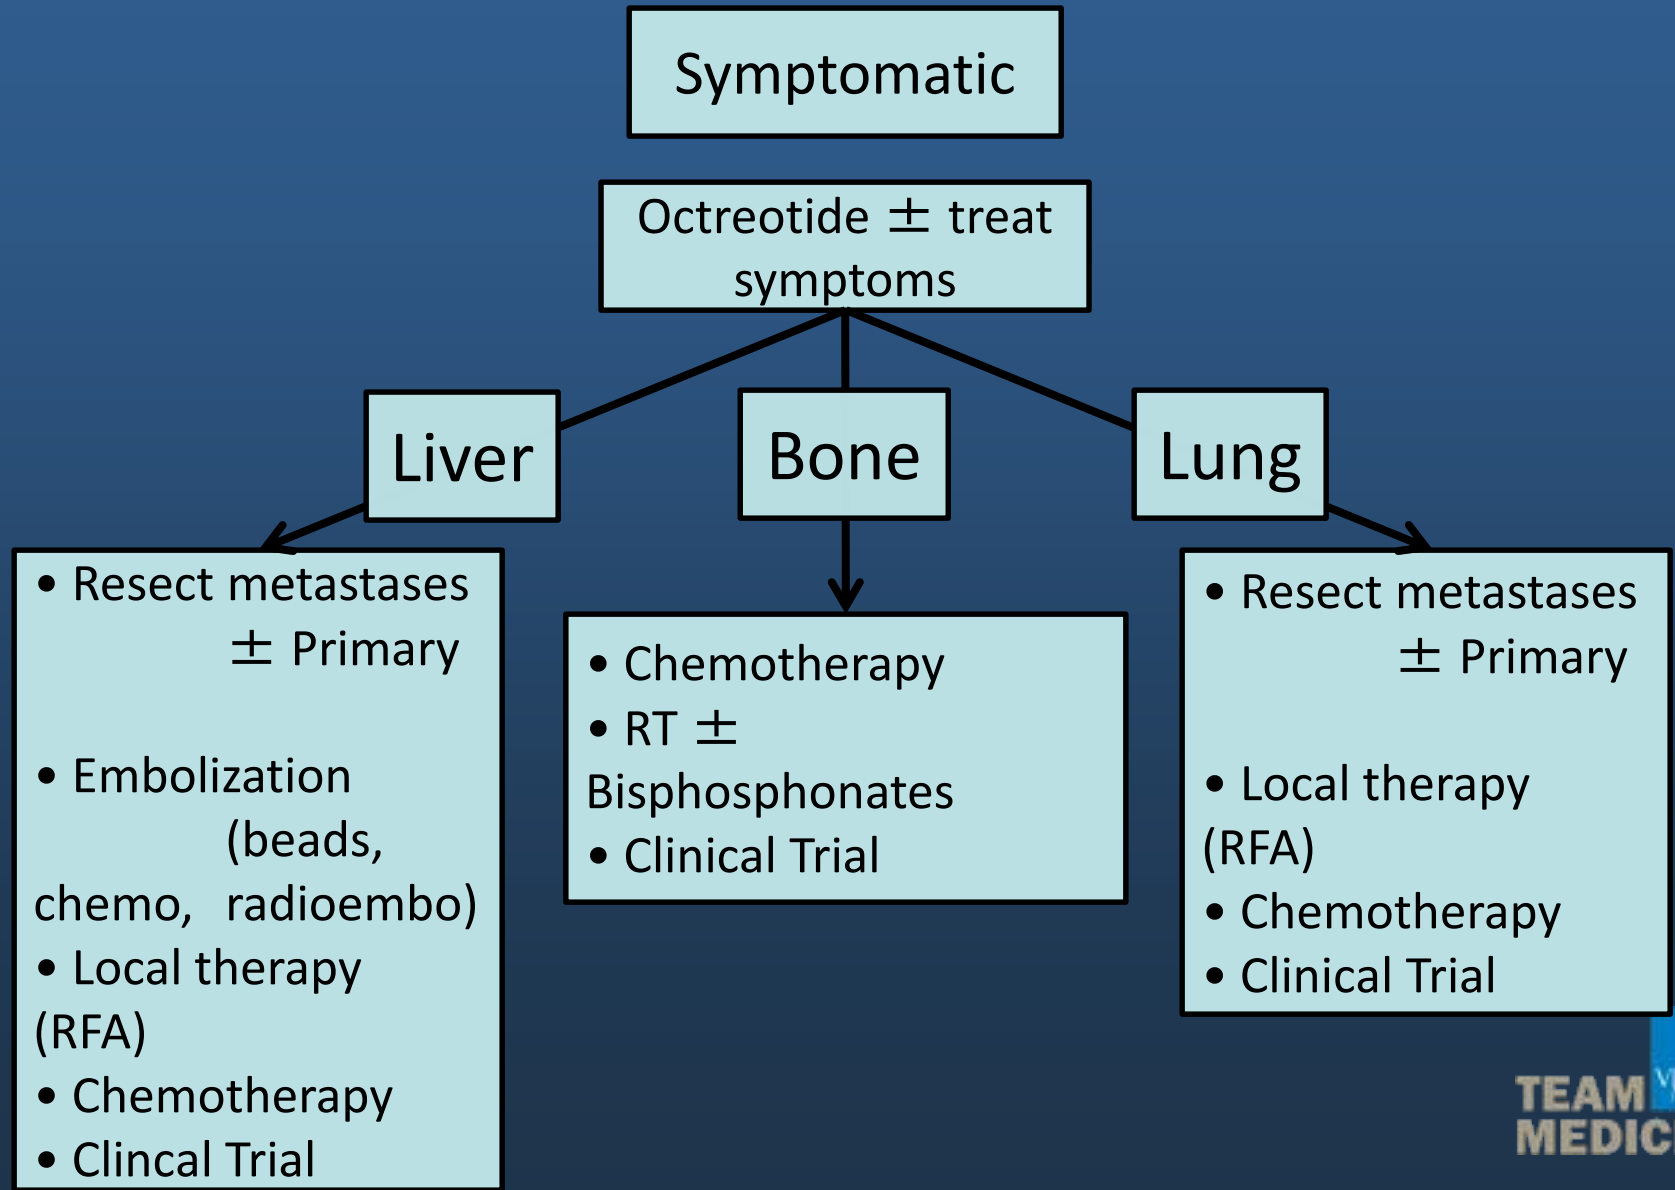 Symptomatic
Octreotide ± treat
symptoms
Liver
Bone
Lung
• Resect metastases
± Primary
• Embolization
(beads,
chemo, radioembo)
• Local therapy
(RFA)
• Chemotherapy
• Clincal Trial
• Chemotherapy
• RT ±
Bisphosphonates
• Clinical Trial
• Resect metastases
± Primary
• Local therapy
(RFA)
• Chemotherapy
• Clinical Trial
TEAM